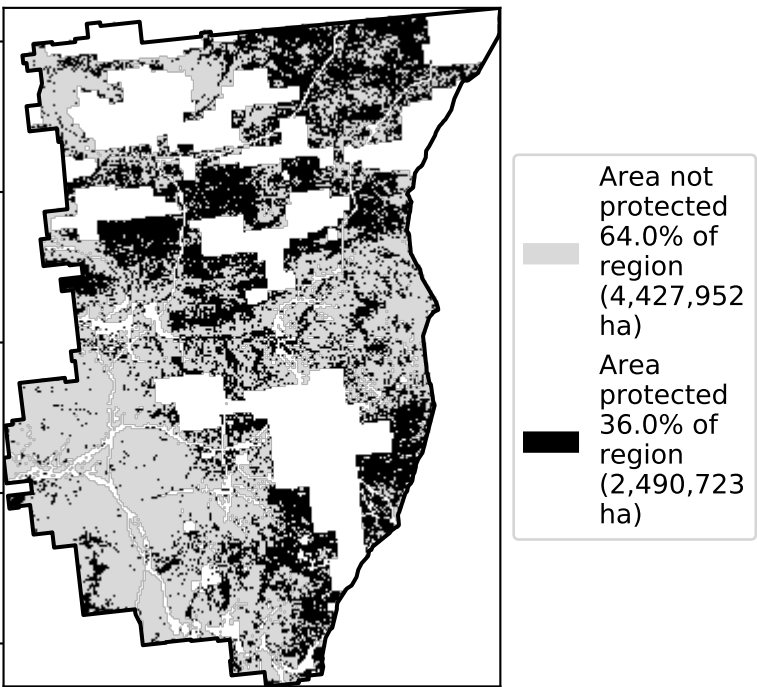 Area not
protected
64.0% of
region
(4,427,952
ha)
Area
protected
36.0% of
region
(2,490,723
ha)